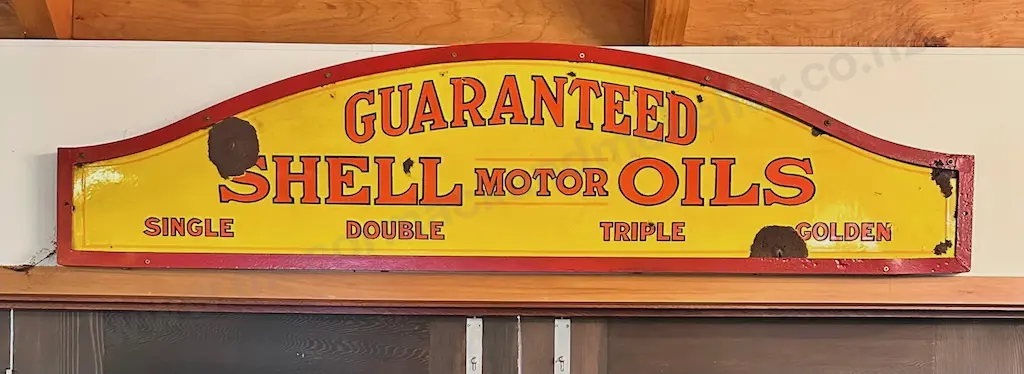 GUARANTEED
SHELL MOTOR OILS
SINGLE DOUBLE TRIPLE GOLDEN